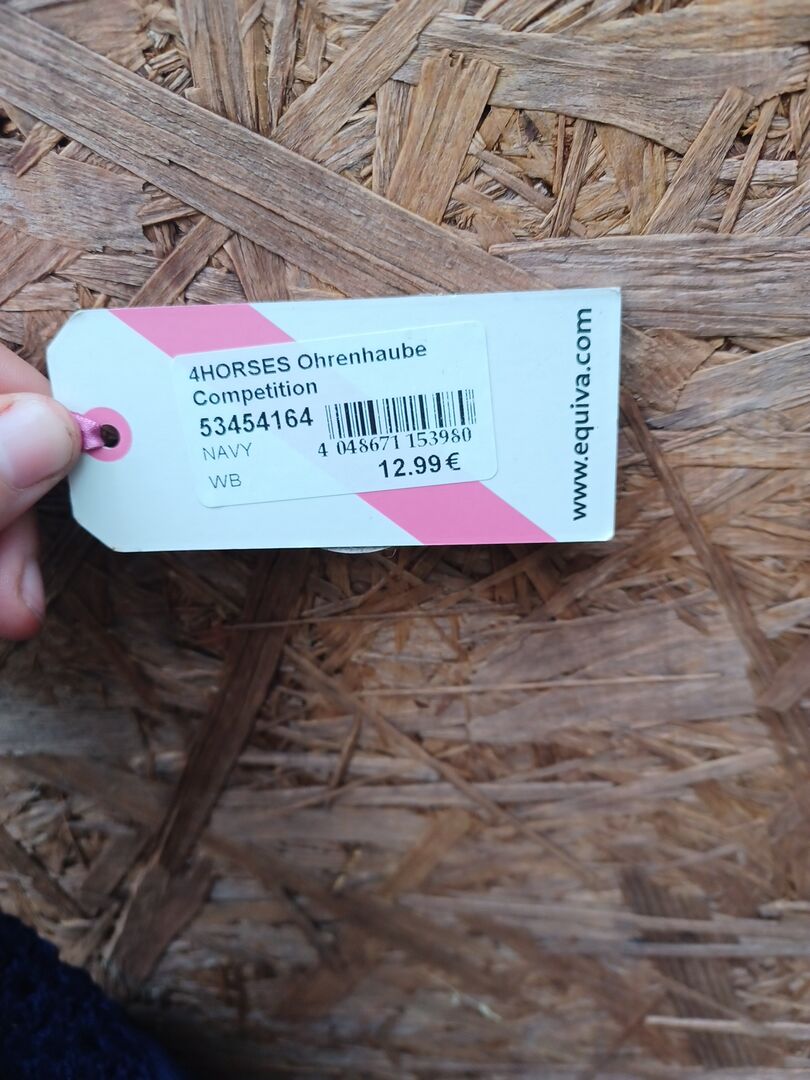 4HORSES Ohrenhaube
Competition
53454164
NAVY
4 048671 153980
WB
12.99€
www.equiva.com